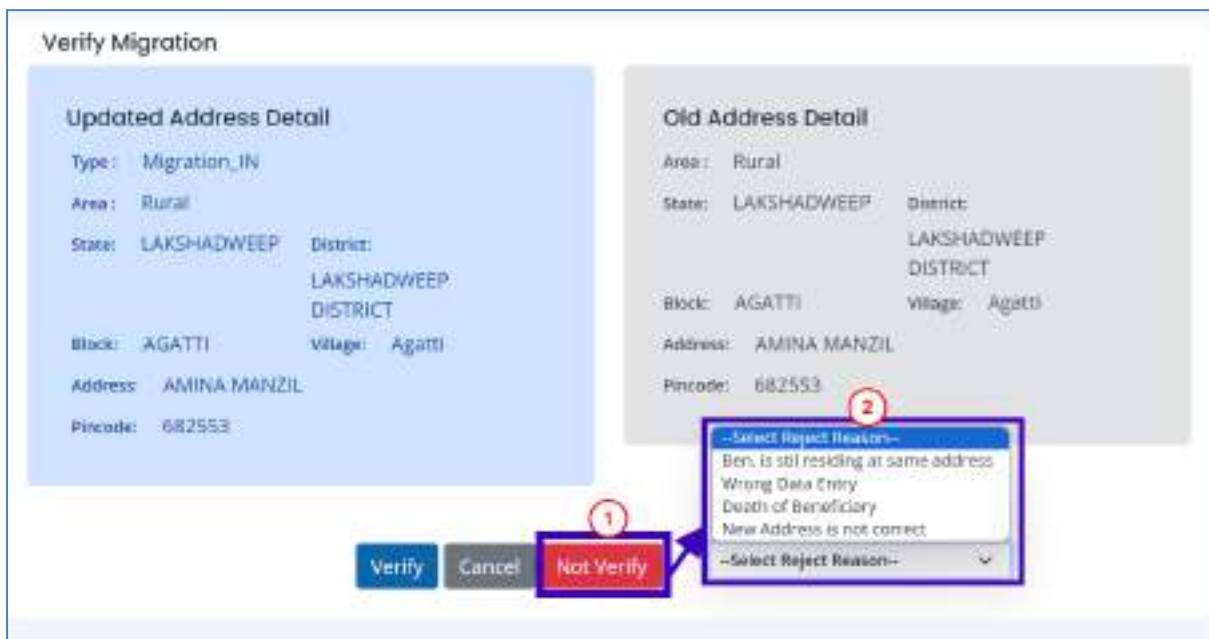 Verify Migration
Updated Address Detail
Type: Migration_IN
Area: Rural
State: LAKSHADWEEP District:
LAKSHADWEEP
DISTRICT
Block: AGATTI Village: Agatti
Address: AMINA MANZIL
Pincode: 682553
Old Address Detail
Area: Rural
State: LAKSHADWEEP District:
LAKSHADWEEP
DISTRICT
Block: AGATTI Village: Agatti
Address: AMINA MANZIL
Pincode: 682553
2
--Select Reject Reason--
Ben. is stil residing at same address
Wrong Data Entry
Death of Beneficiary
New Address is not correct
1
Verify Cancel Not Verify --Select Reject Reason--